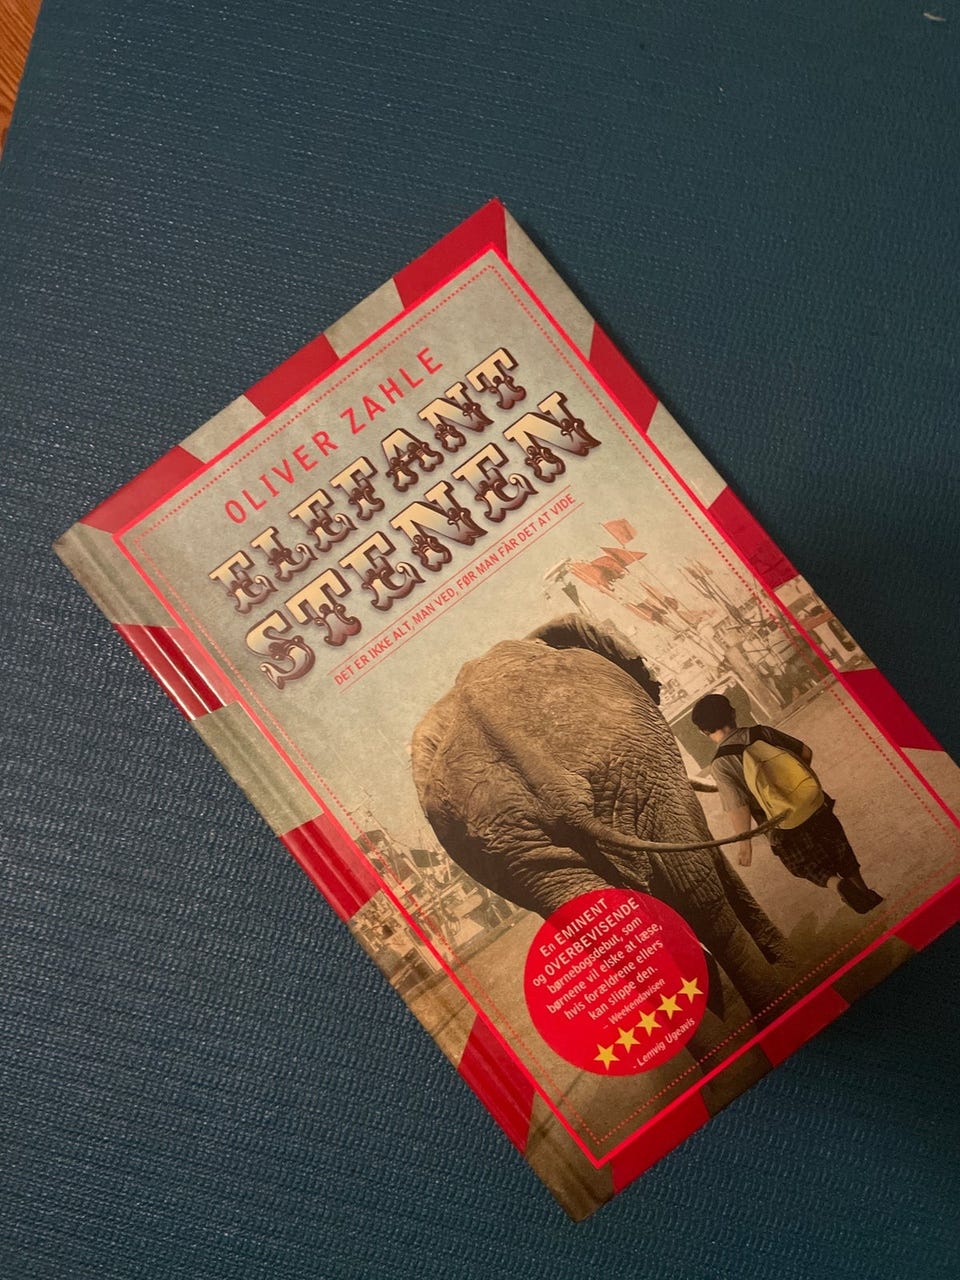 OLIVER ZAHLE
ELEFANT
STENEN
DET ER IKKE ALT, MAN VED, FØR MAN FÅR DET AT VIDE
En EMINENT
og OVERBEVISENDE
børnebogsdebut, som
børnene vil elske at læse,
hvis forældrene ellers
kan slippe den.
– Weekendavisen
- Lemvig Ugeavis